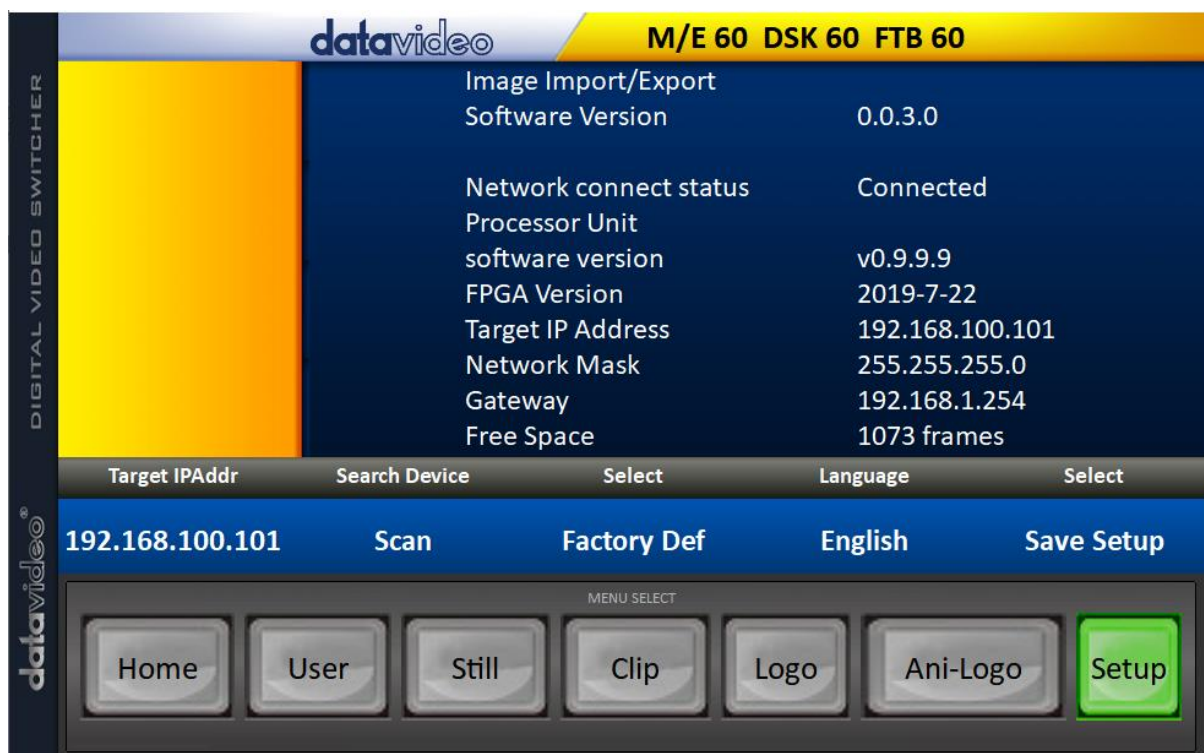 datavideo M/E 60 DSK 60 FTB 60
DIGITAL VIDEO SWITCHER
datavideo®
Image Import/Export
Software Version 0.0.3.0
Network connect status Connected
Processor Unit
software version v0.9.9.9
FPGA Version 2019-7-22
Target IP Address 192.168.100.101
Network Mask 255.255.255.0
Gateway 192.168.1.254
Free Space 1073 frames
Target IPAddr Search Device Select Language Select
192.168.100.101 Scan Factory Def English Save Setup
MENU SELECT
Home User Still Clip Logo Ani-Logo Setup